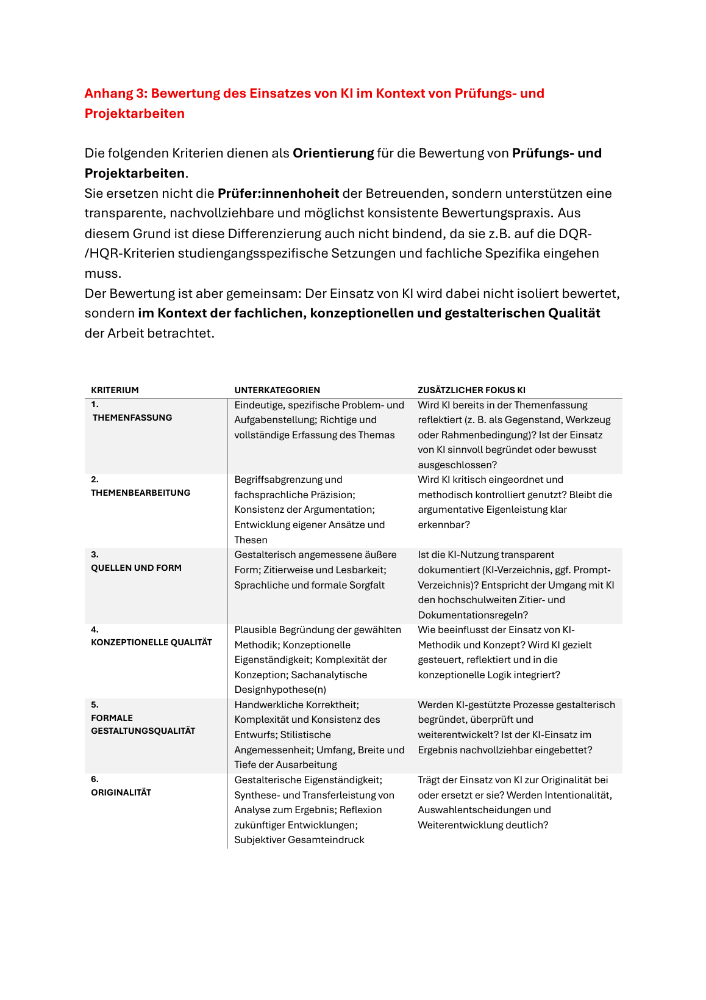 Anhang 3: Bewertung des Einsatzes von KI im Kontext von Prüfungs- und
Projektarbeiten
Die folgenden Kriterien dienen als Orientierung für die Bewertung von Prüfungs- und
Projektarbeiten.
Sie ersetzen nicht die Prüfer:innenhoheit der Betreuenden, sondern unterstützen eine
transparente, nachvollziehbare und möglichst konsistente Bewertungspraxis. Aus
diesem Grund ist diese Differenzierung auch nicht bindend, da sie z.B. auf die DQR-
/HQR-Kriterien studiengangsspezifische Setzungen und fachliche Spezifika eingehen
muss.
Der Bewertung ist aber gemeinsam: Der Einsatz von KI wird dabei nicht isoliert bewertet,
sondern im Kontext der fachlichen, konzeptionellen und gestalterischen Qualität
der Arbeit betrachtet.
KRITERIUM UNTERKATEGORIEN ZUSÄTZLICHER FOKUS KI
1.
THEMENFASSUNG
Eindeutige, spezifische Problem- und
Aufgabenstellung; Richtige und
vollständige Erfassung des Themas
Wird KI bereits in der Themenfassung
reflektiert (z. B. als Gegenstand, Werkzeug
oder Rahmenbedingung)? Ist der Einsatz
von KI sinnvoll begründet oder bewusst
ausgeschlossen?
2.
THEMENBEARBEITUNG
Begriffsabgrenzung und
fachsprachliche Präzision;
Konsistenz der Argumentation;
Entwicklung eigener Ansätze und
Thesen
Wird KI kritisch eingeordnet und
methodisch kontrolliert genutzt? Bleibt die
argumentative Eigenleistung klar
erkennbar?
3.
QUELLEN UND FORM
Gestalterisch angemessene äußere
Form; Zitierweise und Lesbarkeit;
Sprachliche und formale Sorgfalt
Ist die KI-Nutzung transparent
dokumentiert (KI-Verzeichnis, ggf. Prompt-
Verzeichnis)? Entspricht der Umgang mit KI
den hochschulweiten Zitier- und
Dokumentationsregeln?
4.
KONZEPTIONELLE QUALITÄT
Plausible Begründung der gewählten
Methodik; Konzeptionelle
Eigenständigkeit; Komplexität der
Konzeption; Sachanalytische
Designhypothese(n)
Wie beeinflusst der Einsatz von KI-
Methodik und Konzept? Wird KI gezielt
gesteuert, reflektiert und in die
konzeptionelle Logik integriert?
5.
FORMALE
GESTALTUNGSQUALITÄT
Handwerkliche Korrektheit;
Komplexität und Konsistenz des
Entwurfs; Stilistische
Angemessenheit; Umfang, Breite und
Tiefe der Ausarbeitung
Werden KI-gestützte Prozesse gestalterisch
begründet, überprüft und
weiterentwickelt? Ist der KI-Einsatz im
Ergebnis nachvollziehbar eingebettet?
6.
ORIGINALITÄT
Gestalterische Eigenständigkeit;
Synthese- und Transferleistung von
Analyse zum Ergebnis; Reflexion
zukünftiger Entwicklungen;
Subjektiver Gesamteindruck
Trägt der Einsatz von KI zur Originalität bei
oder ersetzt er sie? Werden Intentionalität,
Auswahlentscheidungen und
Weiterentwicklung deutlich?